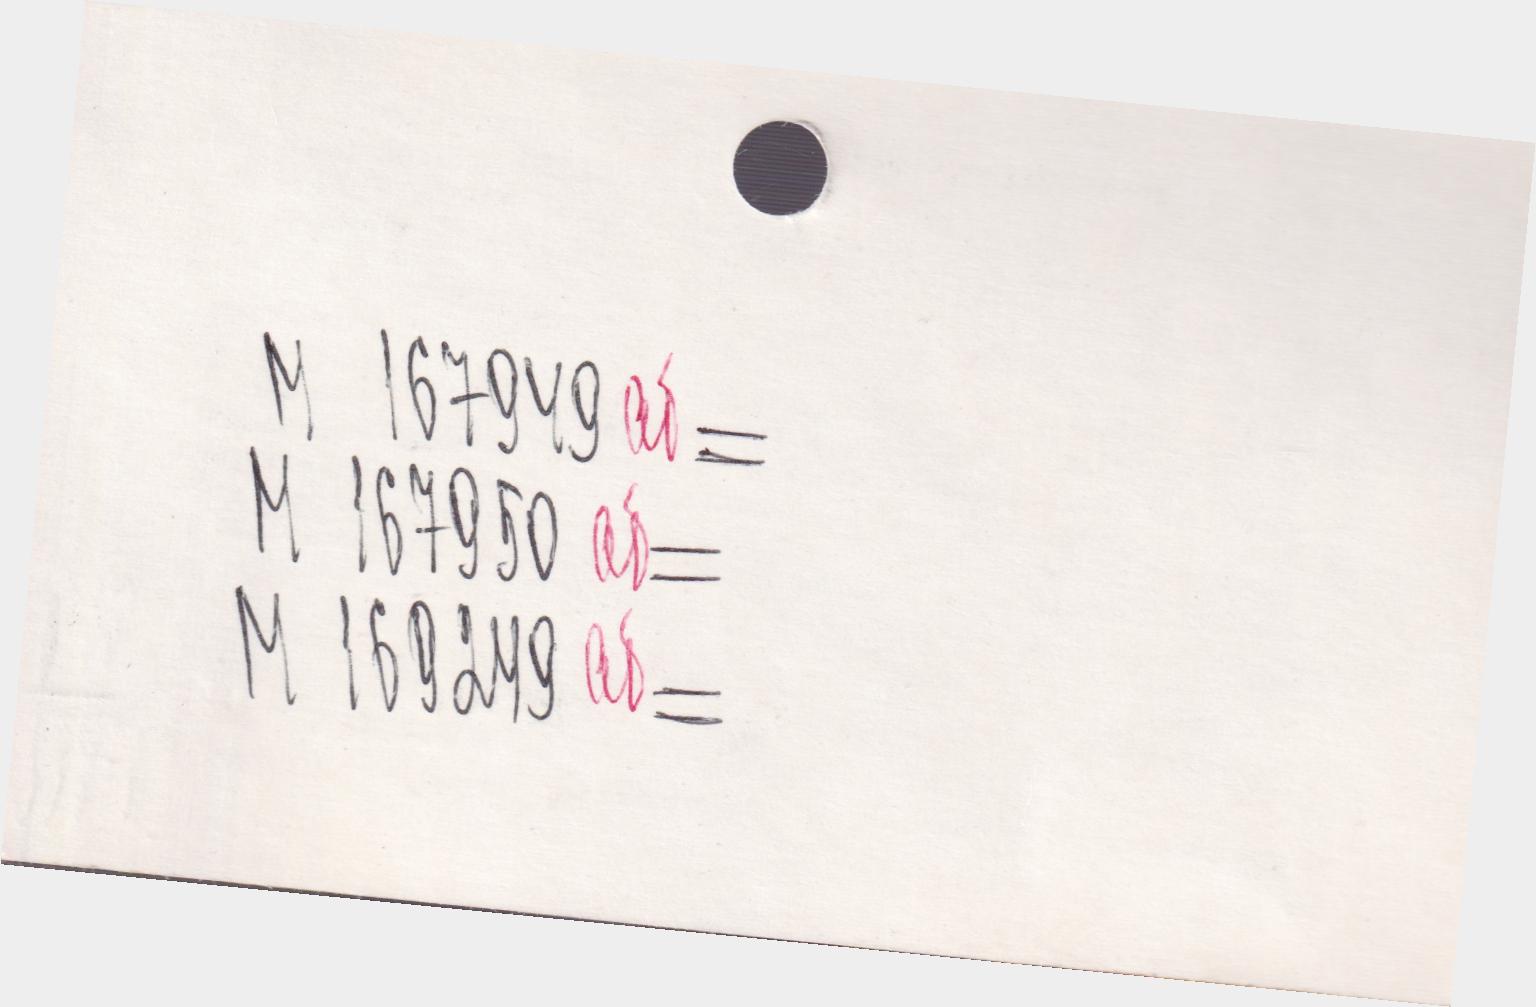 М 167949 аб =
М 167950 аб =
М 169249 аб =